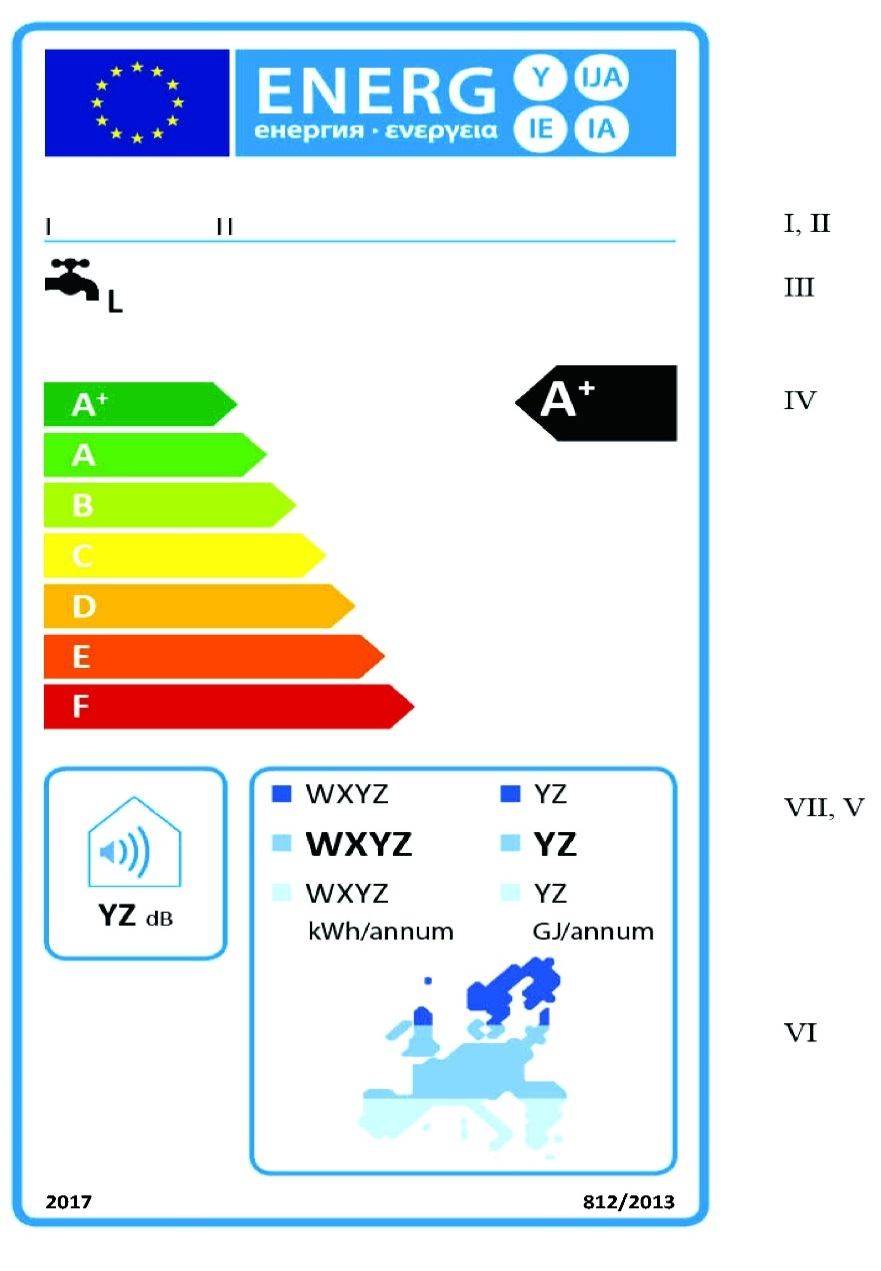 ENERG Y IJA
енергия · ενεργεια IE IA
I II I, II
L III
A+ A+ IV
A
B
C
D
E
F
WXYZ YZ VII, V
WXYZ YZ
WXYZ YZ
YZ dB kWh/annum GJ/annum
VI
2017 812/2013